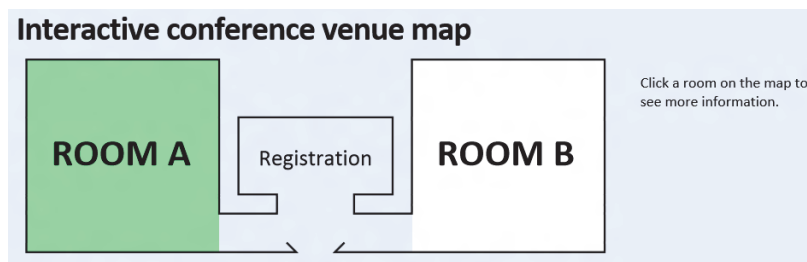 Interactive conference venue map
ROOM A
Registration
ROOM B
Click a room on the map to
see more information.